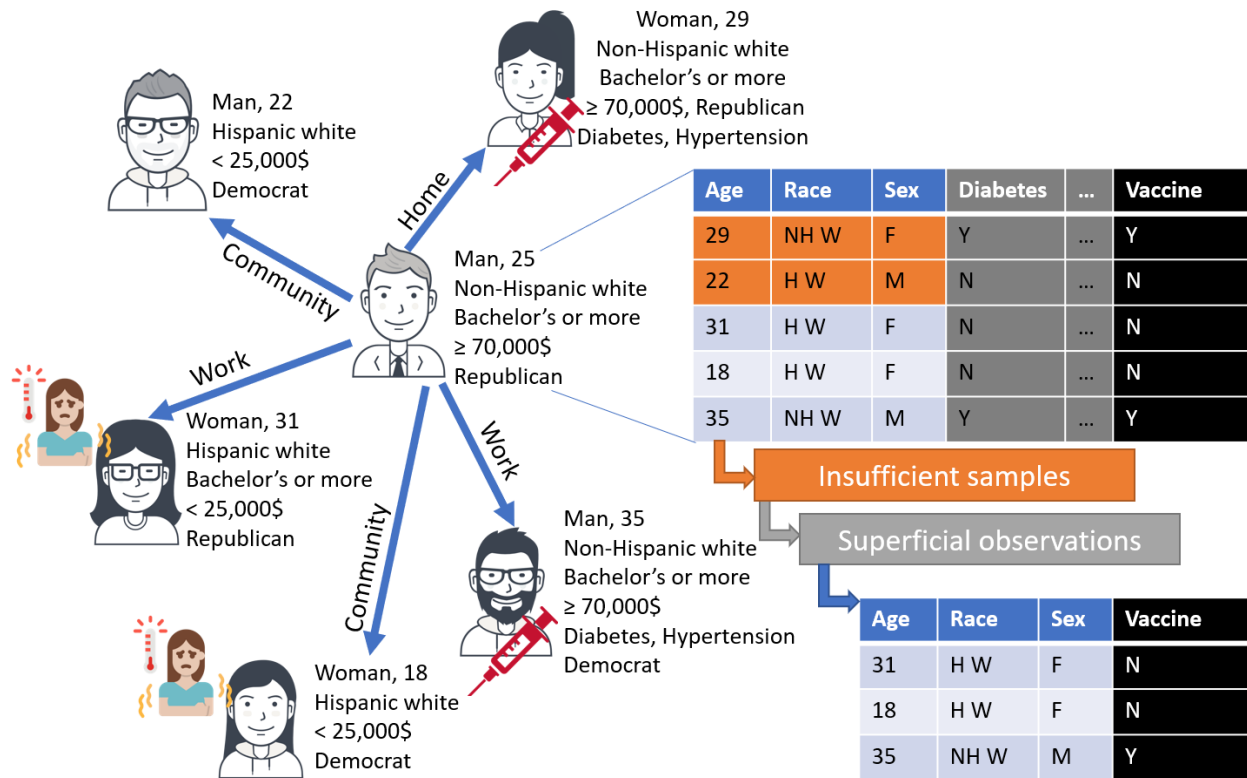 Woman, 29
Non-Hispanic white
Bachelor's or more
≥ 70,000$, Republican
Diabetes, Hypertension
Man, 22
Hispanic white
< 25,000$
Democrat
Home
Community
Man, 25
Non-Hispanic white
Bachelor's or more
≥ 70,000$
Republican
Work
Woman, 31
Hispanic white
Bachelor's or more
< 25,000$
Republican
Community
Work
Man, 35
Non-Hispanic white
Bachelor's or more
≥ 70,000$
Diabetes, Hypertension
Democrat
Woman, 18
Hispanic white
< 25,000$
Democrat
Age Race Sex Diabetes ... Vaccine
29 NH W F Y ... Y
22 H W M N ... N
31 H W F N ... N
18 H W F N ... N
35 NH W M Y ... Y
Insufficient samples
Superficial observations
Age Race Sex Vaccine
31 H W F N
18 H W F N
35 NH W M Y